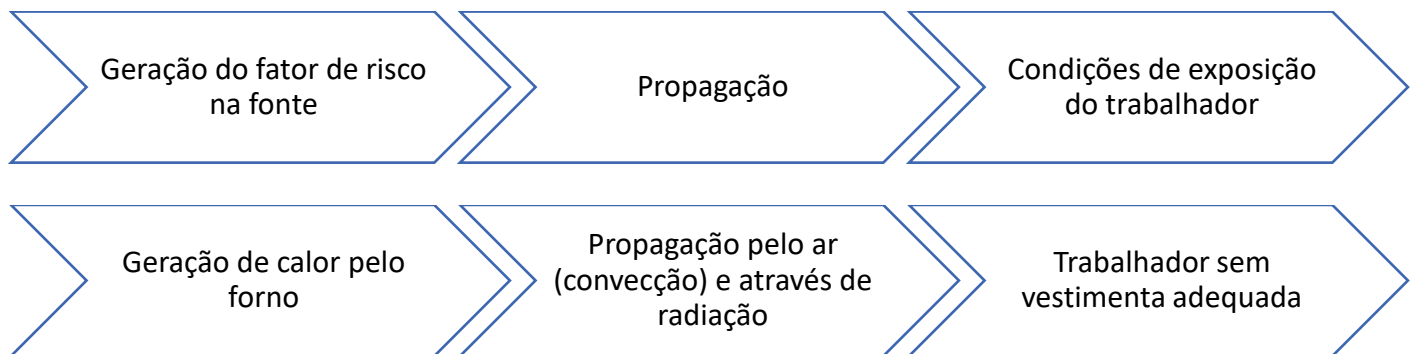 Geração do fator de risco
na fonte
Propagação
Condições de exposição
do trabalhador
Geração de calor pelo
forno
Propagação pelo ar
(convecção) e através de
radiação
Trabalhador sem
vestimenta adequada